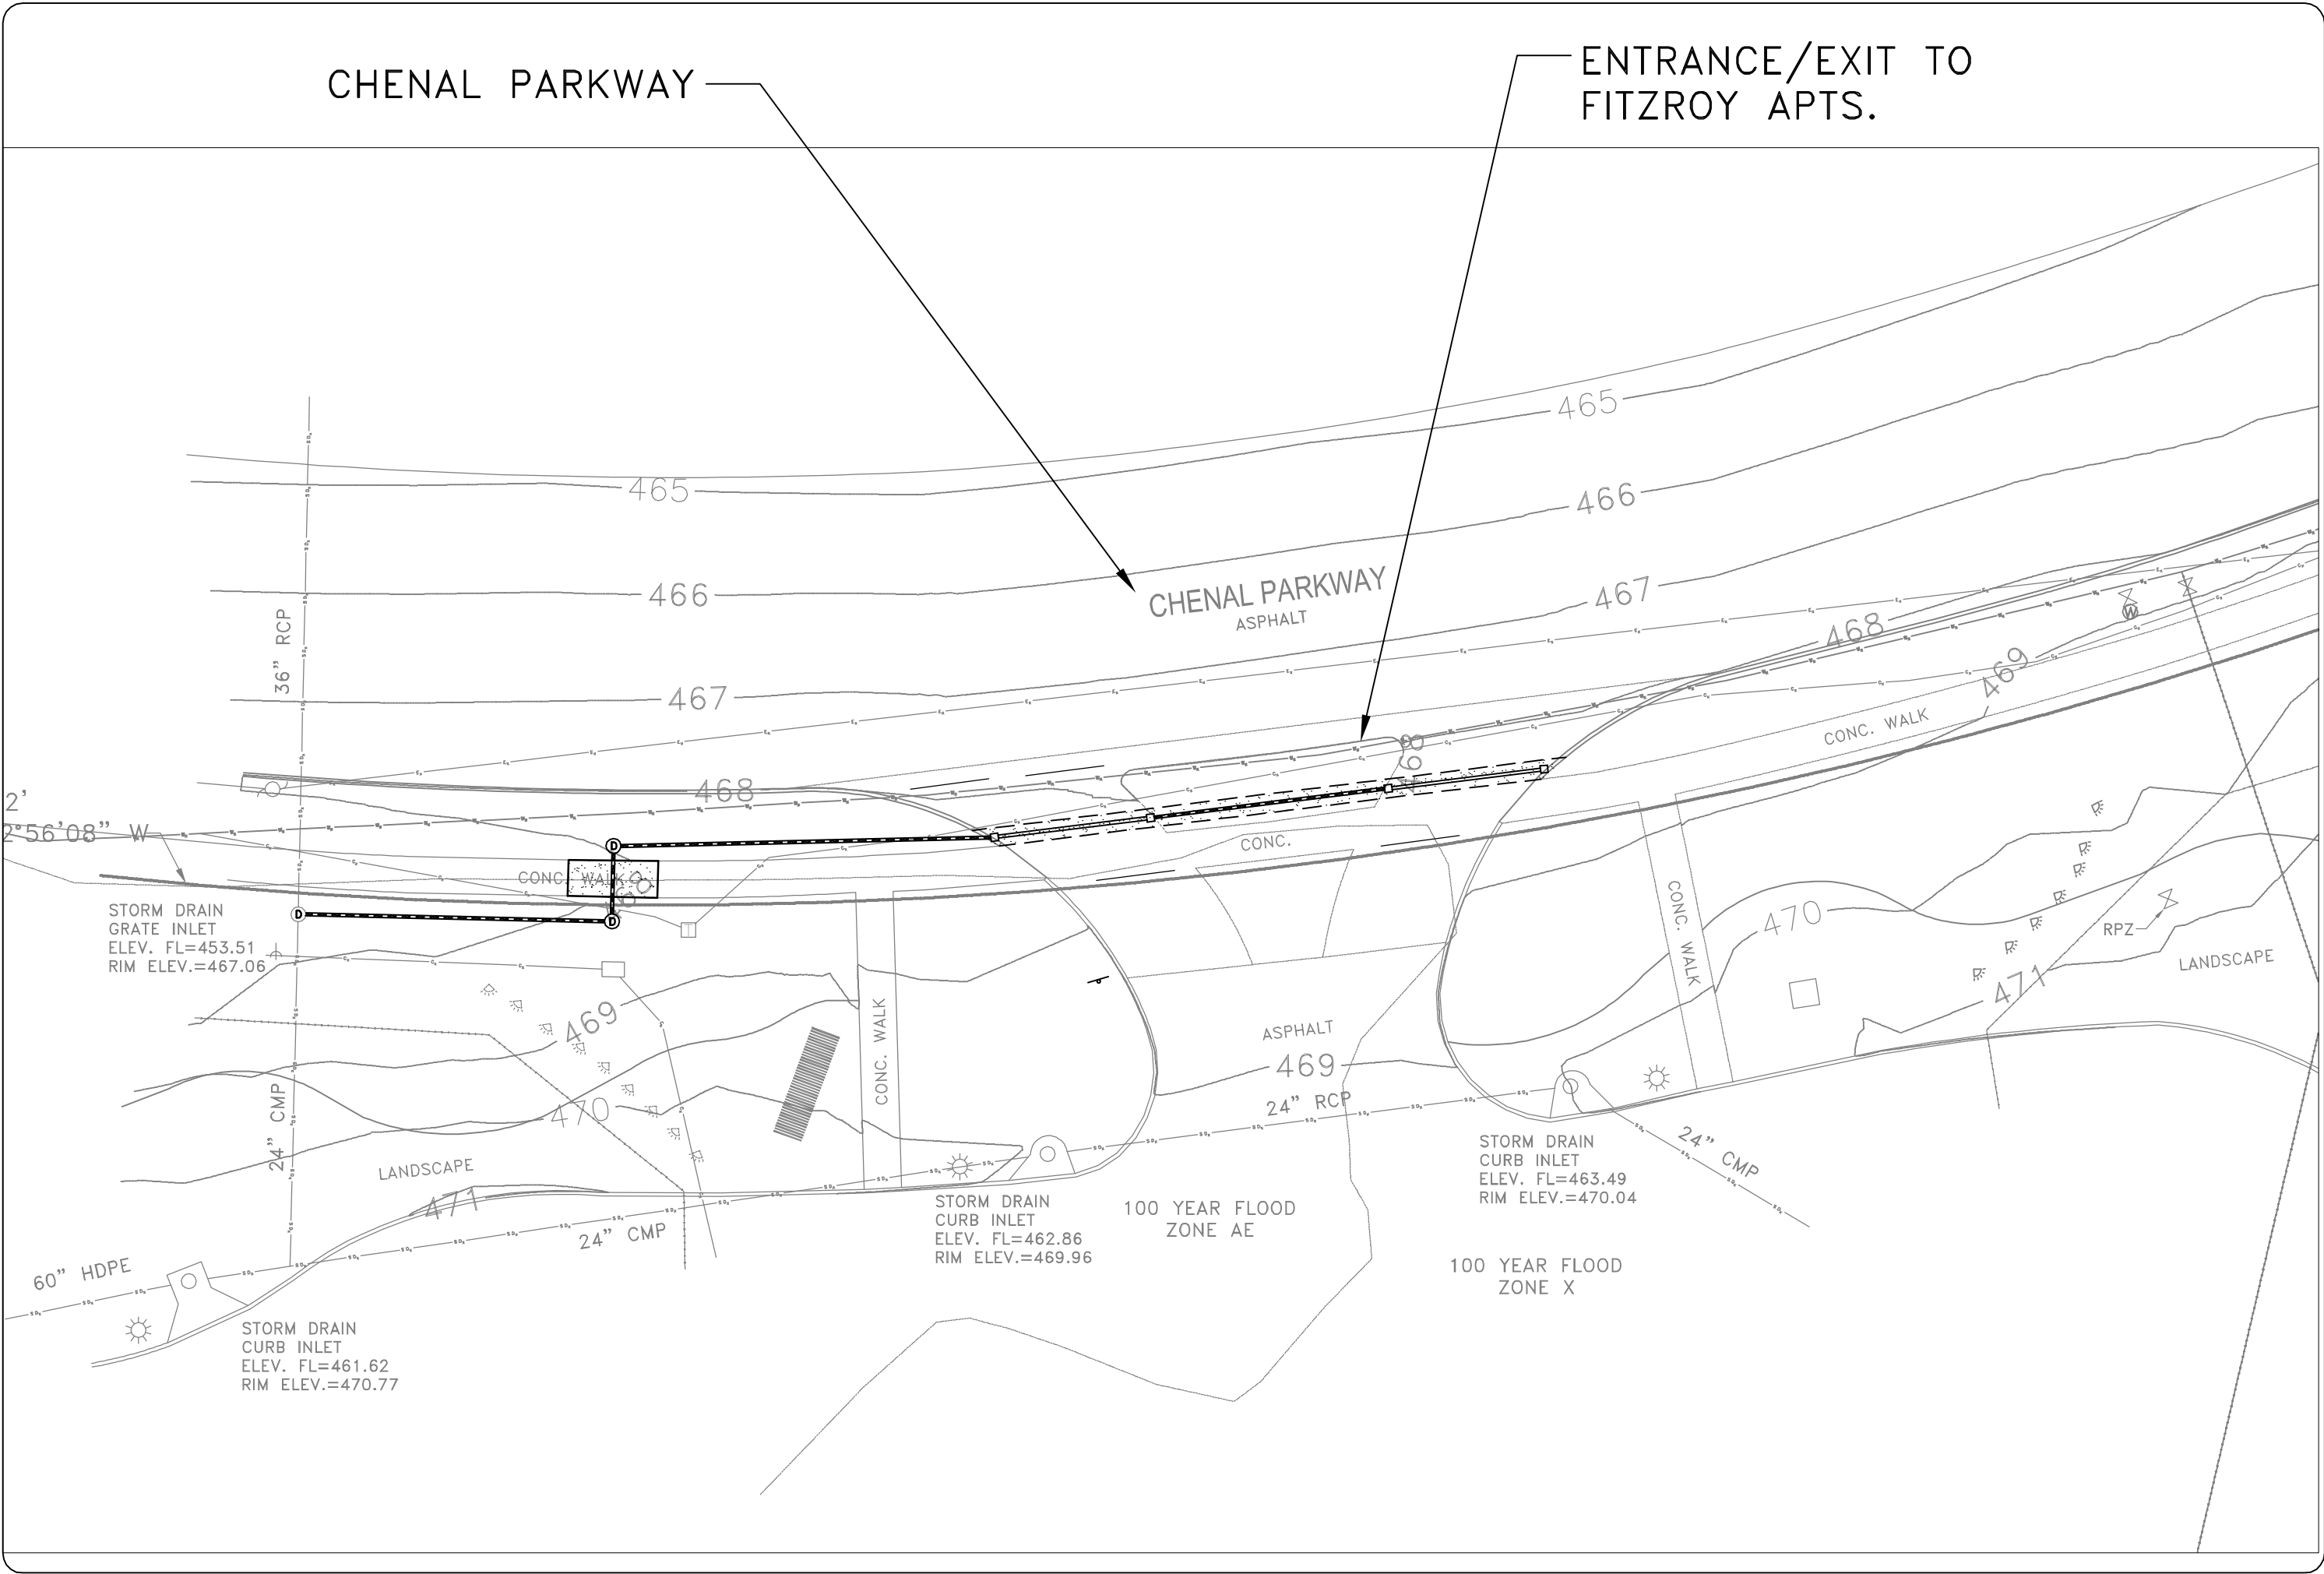 CHENAL PARKWAY
ENTRANCE/EXIT TO
FITZROY APTS.
465
465
466
466
CHENAL PARKWAY
ASPHALT
467
467
468
468
468
469
36" RCP
CONC. WALK
2'
2°56'08" W
CONC.
CONC. WALK
STORM DRAIN
GRATE INLET
ELEV. FL=453.51
RIM ELEV.=467.06
D
D
D
W
CONC. WALK
470
RPZ
LANDSCAPE
471
469
CONC. WALK
ASPHALT
469
24" RCP
24" CMP
470
LANDSCAPE
471
24" CMP
24" CMP
STORM DRAIN
CURB INLET
ELEV. FL=463.49
RIM ELEV.=470.04
STORM DRAIN
CURB INLET
ELEV. FL=462.86
RIM ELEV.=469.96
100 YEAR FLOOD
ZONE AE
100 YEAR FLOOD
ZONE X
60" HDPE
STORM DRAIN
CURB INLET
ELEV. FL=461.62
RIM ELEV.=470.77